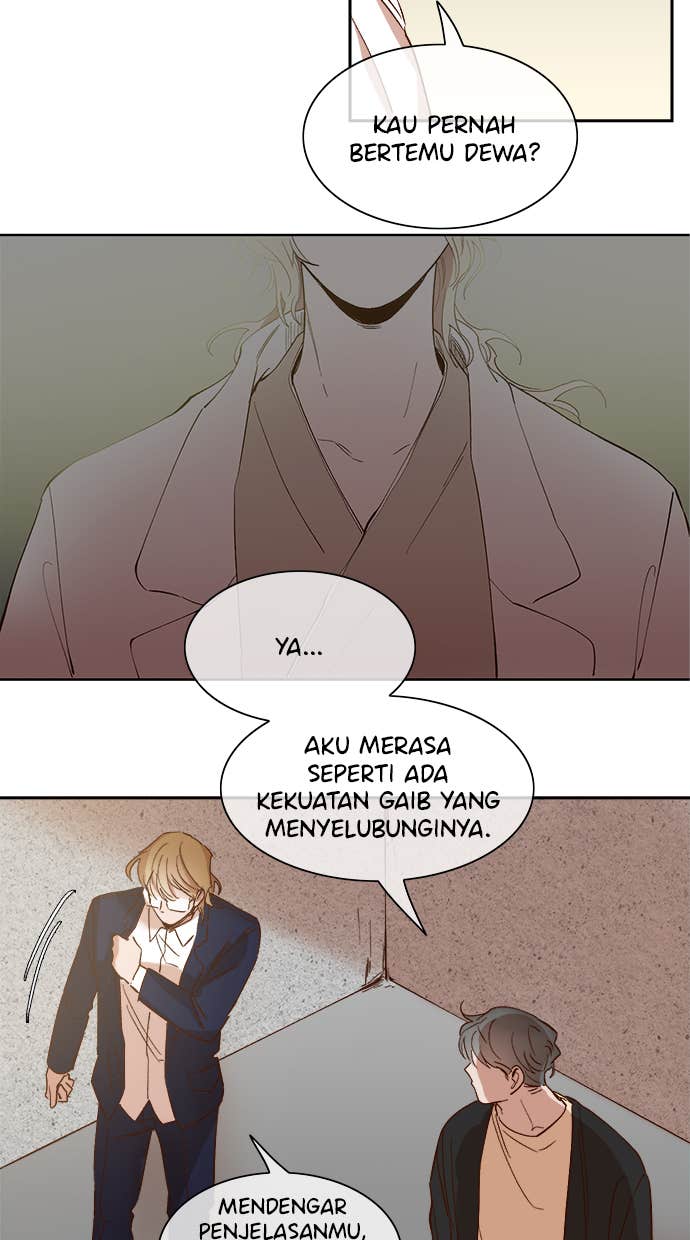 KAU PERNAH
BERTEMU DEWA?
YA...
AKU MERASA
SEPERTI ADA
KEKUATAN GAIB YANG
MENYELUBUNGINYA.
MENDENGAR
PENJELASANMU,